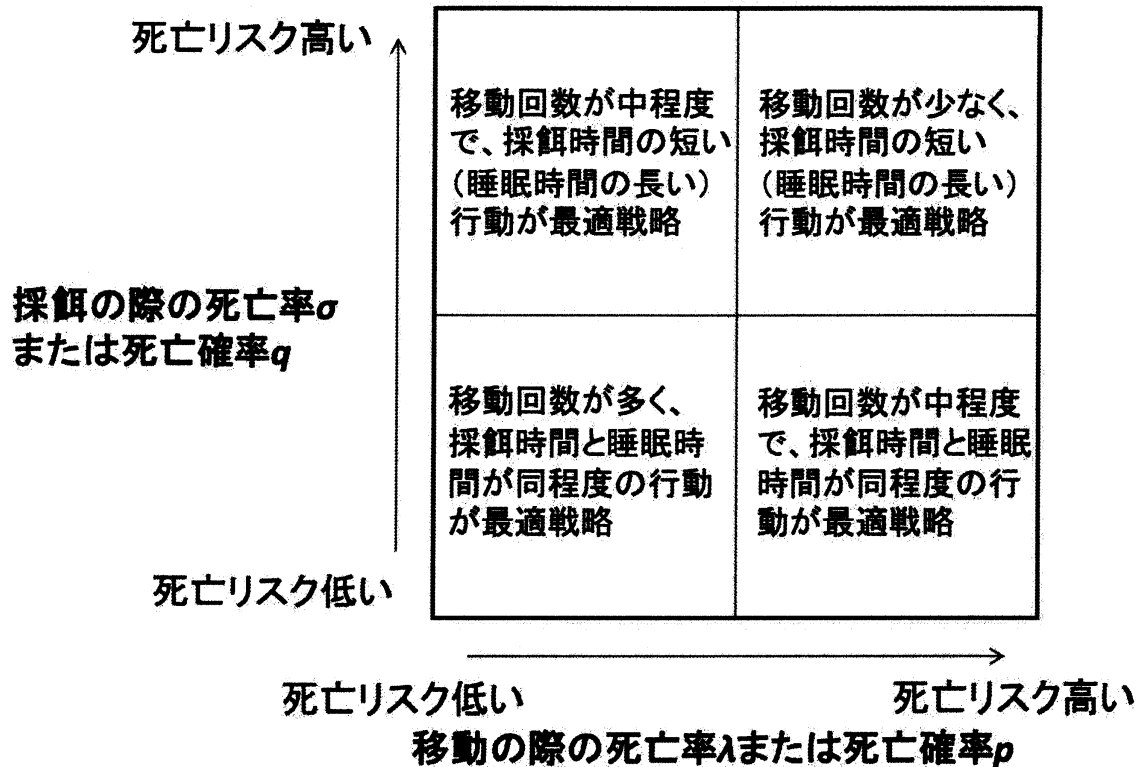 死亡リスク高い
移動回数が中程度
で、採餌時間の短い
（睡眠時間の長い）
行動が最適戦略
移動回数が少なく、
採餌時間の短い
（睡眠時間の長い）
行動が最適戦略
採餌の際の死亡率σ
または死亡確率q
移動回数が多く、
採餌時間と睡眠時
間が同程度の行動
が最適戦略
移動回数が中程度
で、採餌時間と睡眠
時間が同程度の行
動が最適戦略
死亡リスク低い
死亡リスク低い
死亡リスク高い
移動の際の死亡率λまたは死亡確率p